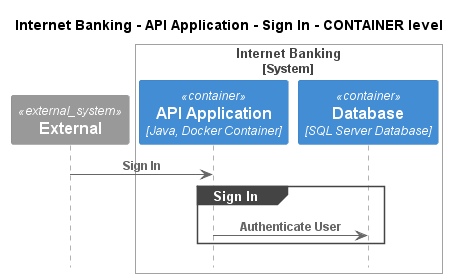 Internet Banking - API Application - Sign In - CONTAINER level
Internet Banking
[System]
«external_system»
External
«container»
API Application
[Java, Docker Container]
«container»
Database
[SQL Server Database]
Sign In
Sign In
Authenticate User